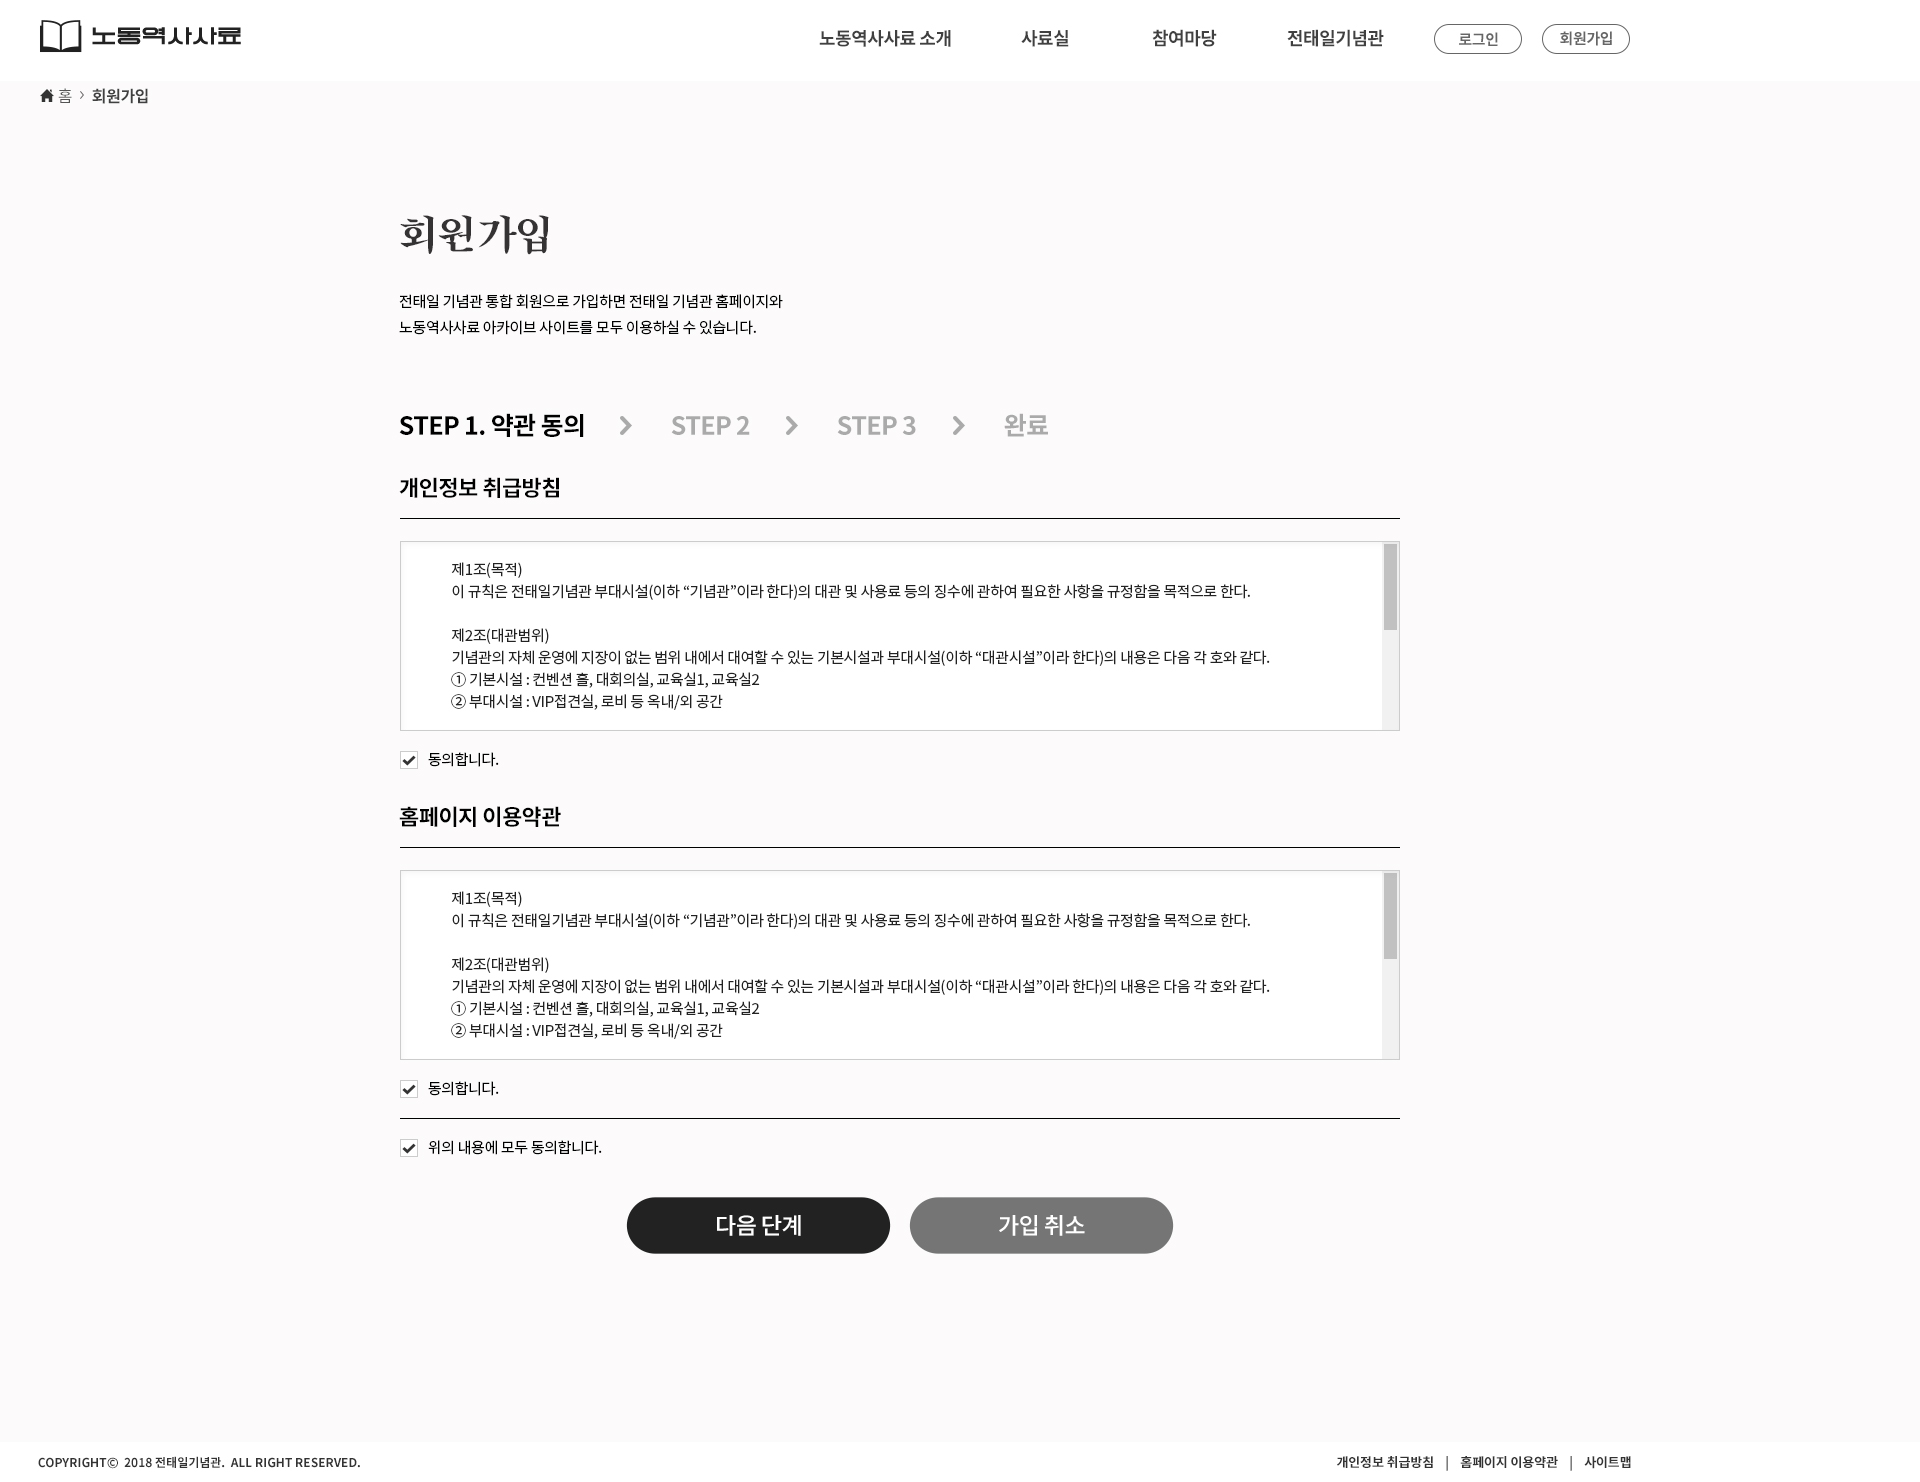 노동역사사료
노동역사사료 소개
사료실
참여마당
전태일기념관
로그인
회원가입
홈 > 회원가입
회원가입
전태일 기념관 통합 회원으로 가입하면 전태일 기념관 홈페이지와
노동역사사료 아카이브 사이트를 모두 이용하실 수 있습니다.
STEP 1. 약관 동의 > STEP 2 > STEP 3 > 완료
개인정보 취급방침
제1조(목적)
이 규칙은 전태일기념관 부대시설(이하 “기념관”이라 한다)의 대관 및 사용료 등의 징수에 관하여 필요한 사항을 규정함을 목적으로 한다.
제2조(대관범위)
기념관의 자체 운영에 지장이 없는 범위 내에서 대여할 수 있는 기본시설과 부대시설(이하 “대관시설”이라 한다)의 내용은 다음 각 호와 같다.
① 기본시설 : 컨벤션 홀, 대회의실, 교육실1, 교육실2
② 부대시설 : VIP접견실, 로비 등 옥내/외 공간
동의합니다.
홈페이지 이용약관
제1조(목적)
이 규칙은 전태일기념관 부대시설(이하 “기념관”이라 한다)의 대관 및 사용료 등의 징수에 관하여 필요한 사항을 규정함을 목적으로 한다.
제2조(대관범위)
기념관의 자체 운영에 지장이 없는 범위 내에서 대여할 수 있는 기본시설과 부대시설(이하 “대관시설”이라 한다)의 내용은 다음 각 호와 같다.
① 기본시설 : 컨벤션 홀, 대회의실, 교육실1, 교육실2
② 부대시설 : VIP접견실, 로비 등 옥내/외 공간
동의합니다.
위의 내용에 모두 동의합니다.
다음 단계
가입 취소
COPYRIGHT© 2018 전태일기념관. ALL RIGHT RESERVED.
개인정보 취급방침 | 홈페이지 이용약관 | 사이트맵